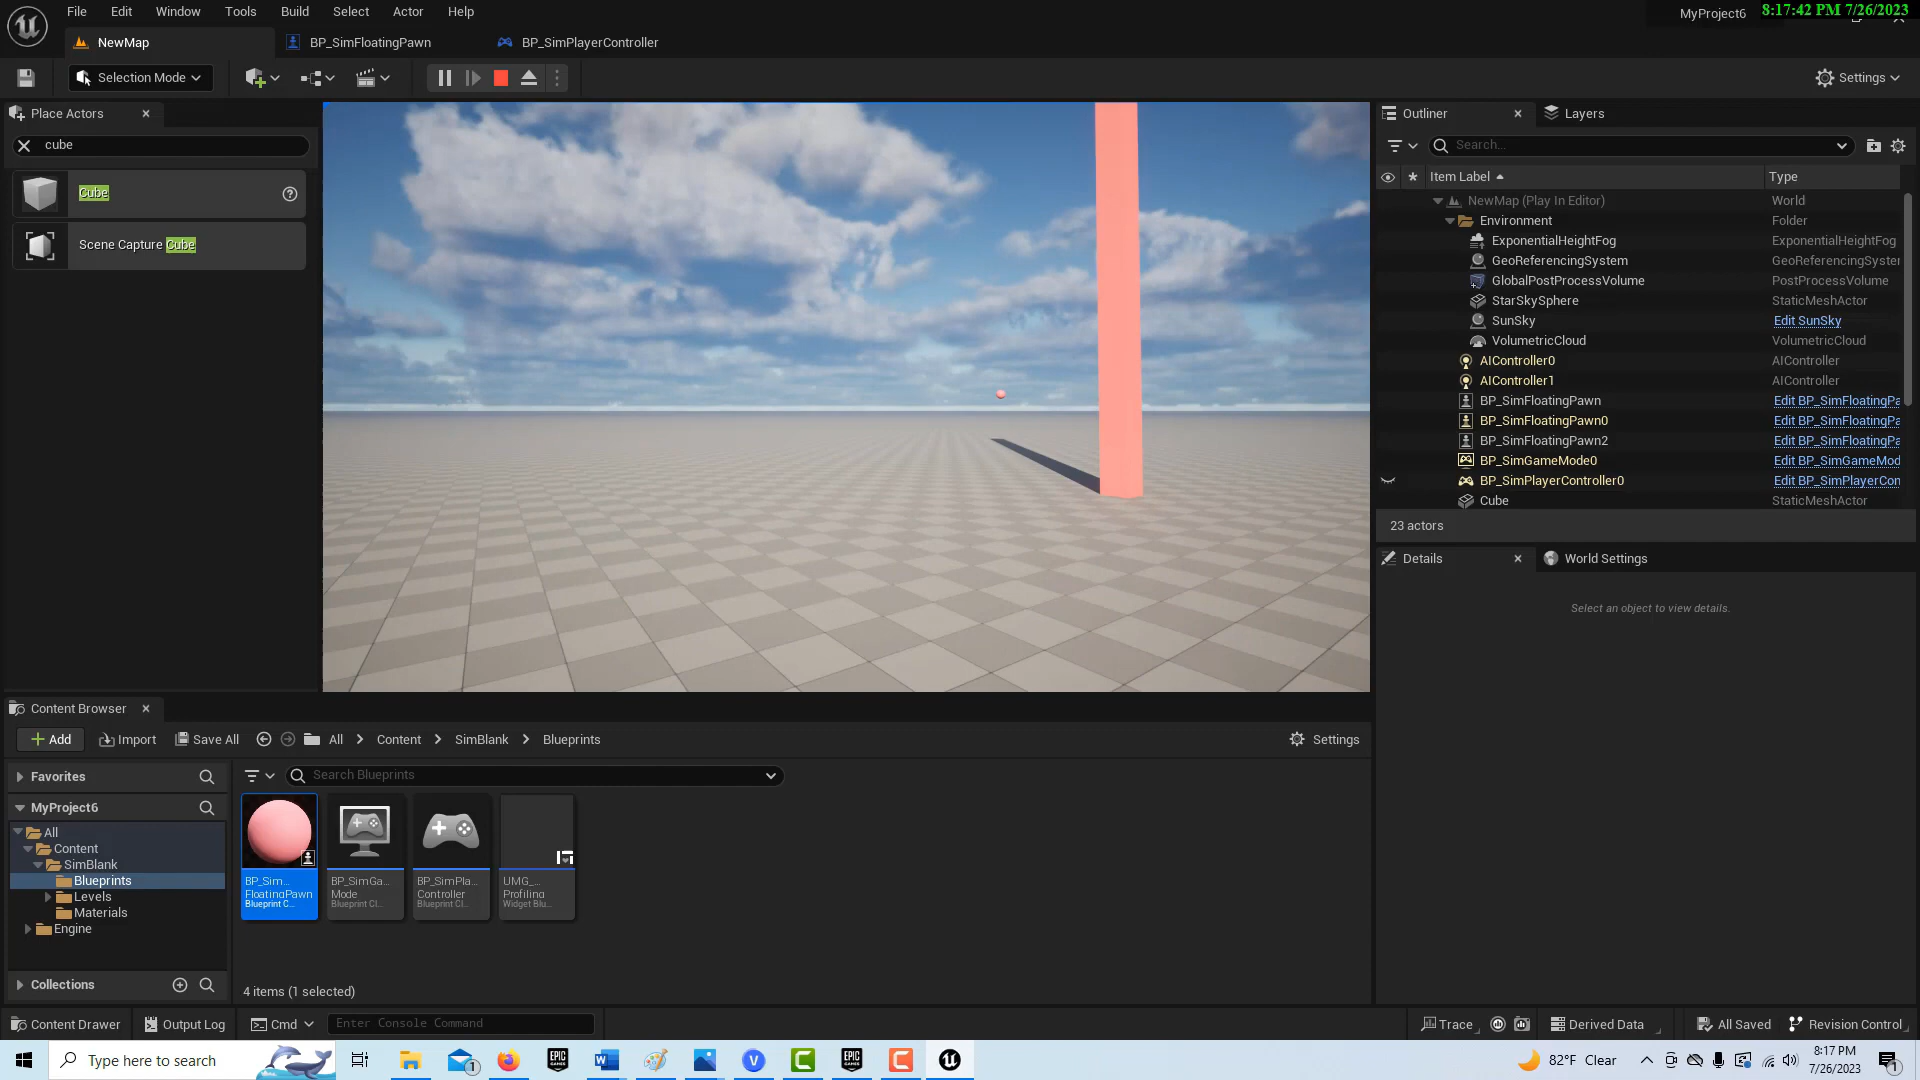 File Edit Window Tools Build Select Actor Help
MyProject6
8:17:42 PM 7/26/2023
NewMap
BP_SimFloatingPawn
BP_SimPlayerController
Selection Mode
Settings
Place Actors
cube
Cube
Scene Capture Cube
Outliner
Layers
Search...
Item Label
Type
NewMap (Play In Editor) World
Environment Folder
ExponentialHeightFog ExponentialHeightFog
GeoReferencingSystem GeoReferencingSyster
GlobalPostProcessVolume PostProcessVolume
StarSkySphere StaticMeshActor
SunSky Edit SunSky
VolumetricCloud VolumetricCloud
AIController0 AIController
AIController1 AIController
BP_SimFloatingPawn Edit BP_SimFloatingPa
BP_SimFloatingPawn0 Edit BP_SimFloatingPa
BP_SimFloatingPawn2 Edit BP_SimFloatingPa
BP_SimGameMode0 Edit BP_SimGameMod
BP_SimPlayerController0 Edit BP_SimPlayerCon
Cube StaticMeshActor
23 actors
Details
World Settings
Select an object to view details.
Content Browser
Add
Import
Save All
All
Content
SimBlank
Blueprints
Settings
Favorites
Search Blueprints
MyProject6
All
Content
SimBlank
Blueprints
Levels
Materials
Engine
Collections
BP_Sim...
FloatingPawn
Blueprint C...
BP_SimGa...
Mode
Blueprint Cl...
BP_SimPla...
Controller
Blueprint Cl...
UMG_...
Profiling
Widget Blu...
4 items (1 selected)
Content Drawer
Output Log
Cmd
Enter Console Command
Trace
Derived Data
All Saved
Revision Control
Type here to search
EPIC
GAMES
EPIC
GAMES
82°F Clear
8:17 PM
7/26/2023